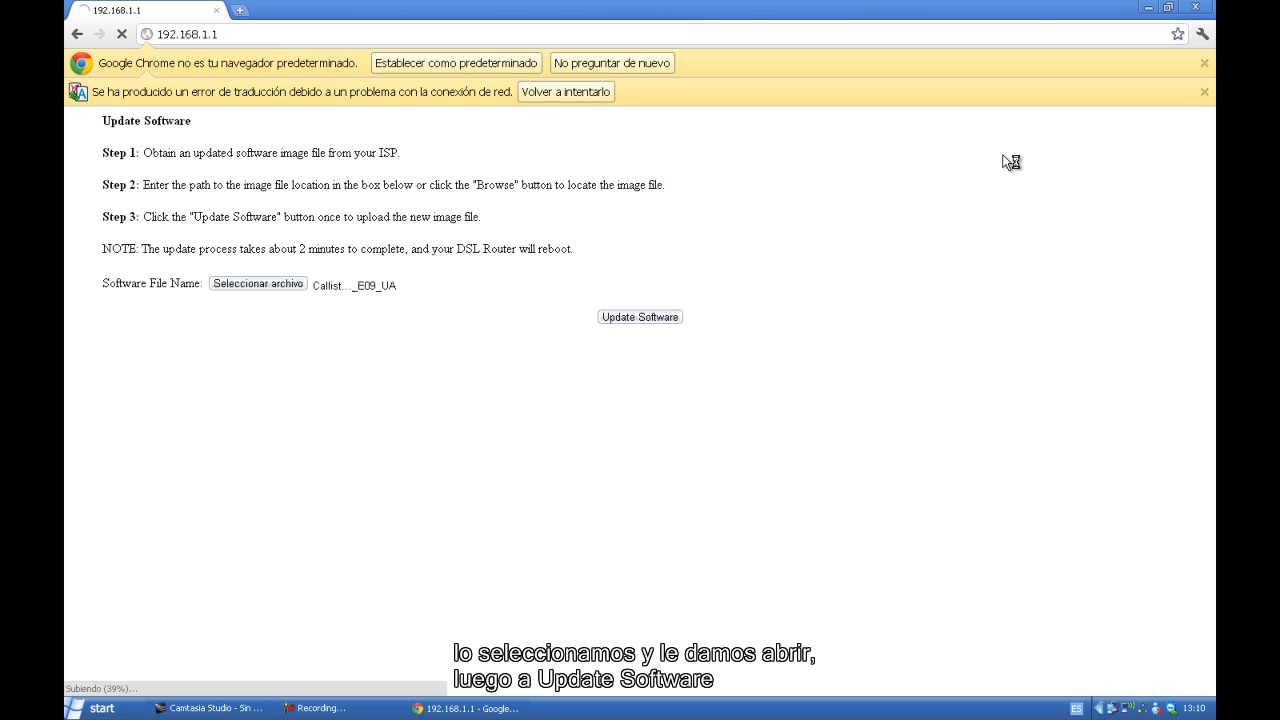 192.168.1.1
192.168.1.1
Google Chrome no es tu navegador predeterminado. Establecer como predeterminado No preguntar de nuevo
Se ha producido un error de traducción debido a un problema con la conexión de red. Volver a intentarlo
Update Software
Step 1: Obtain an updated software image file from your ISP.
Step 2: Enter the path to the image file location in the box below or click the "Browse" button to locate the image file.
Step 3: Click the "Update Software" button once to upload the new image file.
NOTE: The update process takes about 2 minutes to complete, and your DSL Router will reboot.
Software File Name: Seleccionar archivo Callist..._E09_UA
Update Software
lo seleccionamos y le damos abrir,
luego a Update Software
Subiendo (39%)...
start Camtasia Studio - Sin ... Recording... 192.168.1.1 - Google... ES 13:10